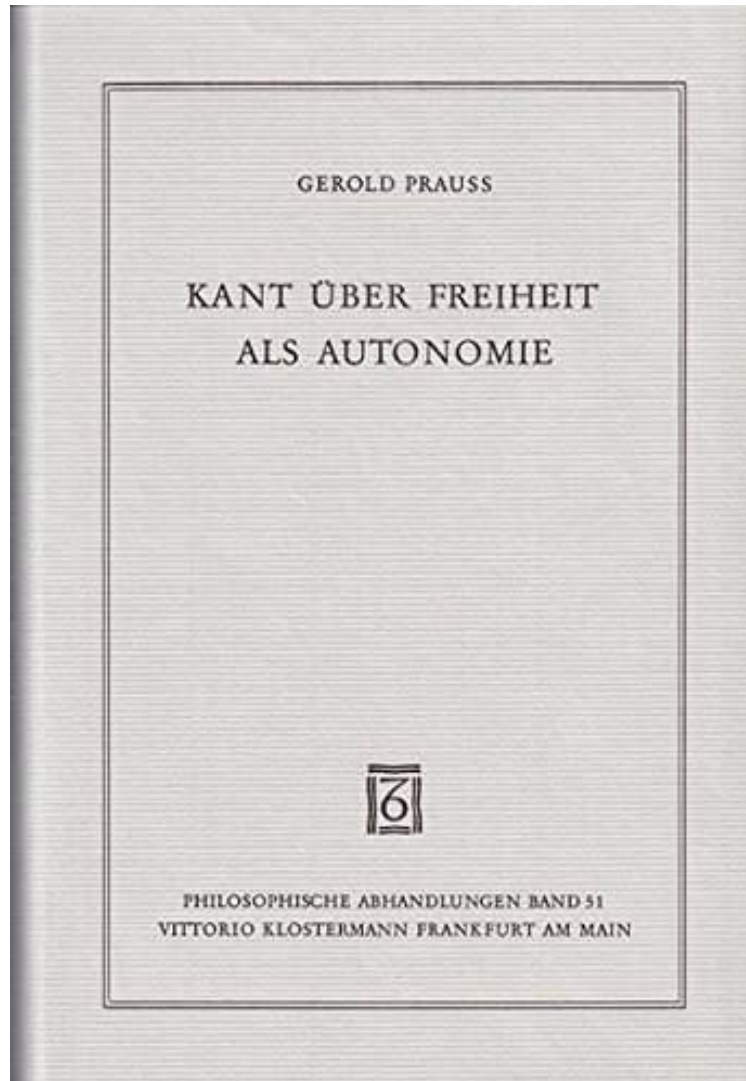 GEROLD PRAUSS
KANT ÜBER FREIHEIT
ALS AUTONOMIE
PHILOSOPHISCHE ABHANDLUNGEN BAND 51
VITTORIO KLOSTERMANN FRANKFURT AM MAIN